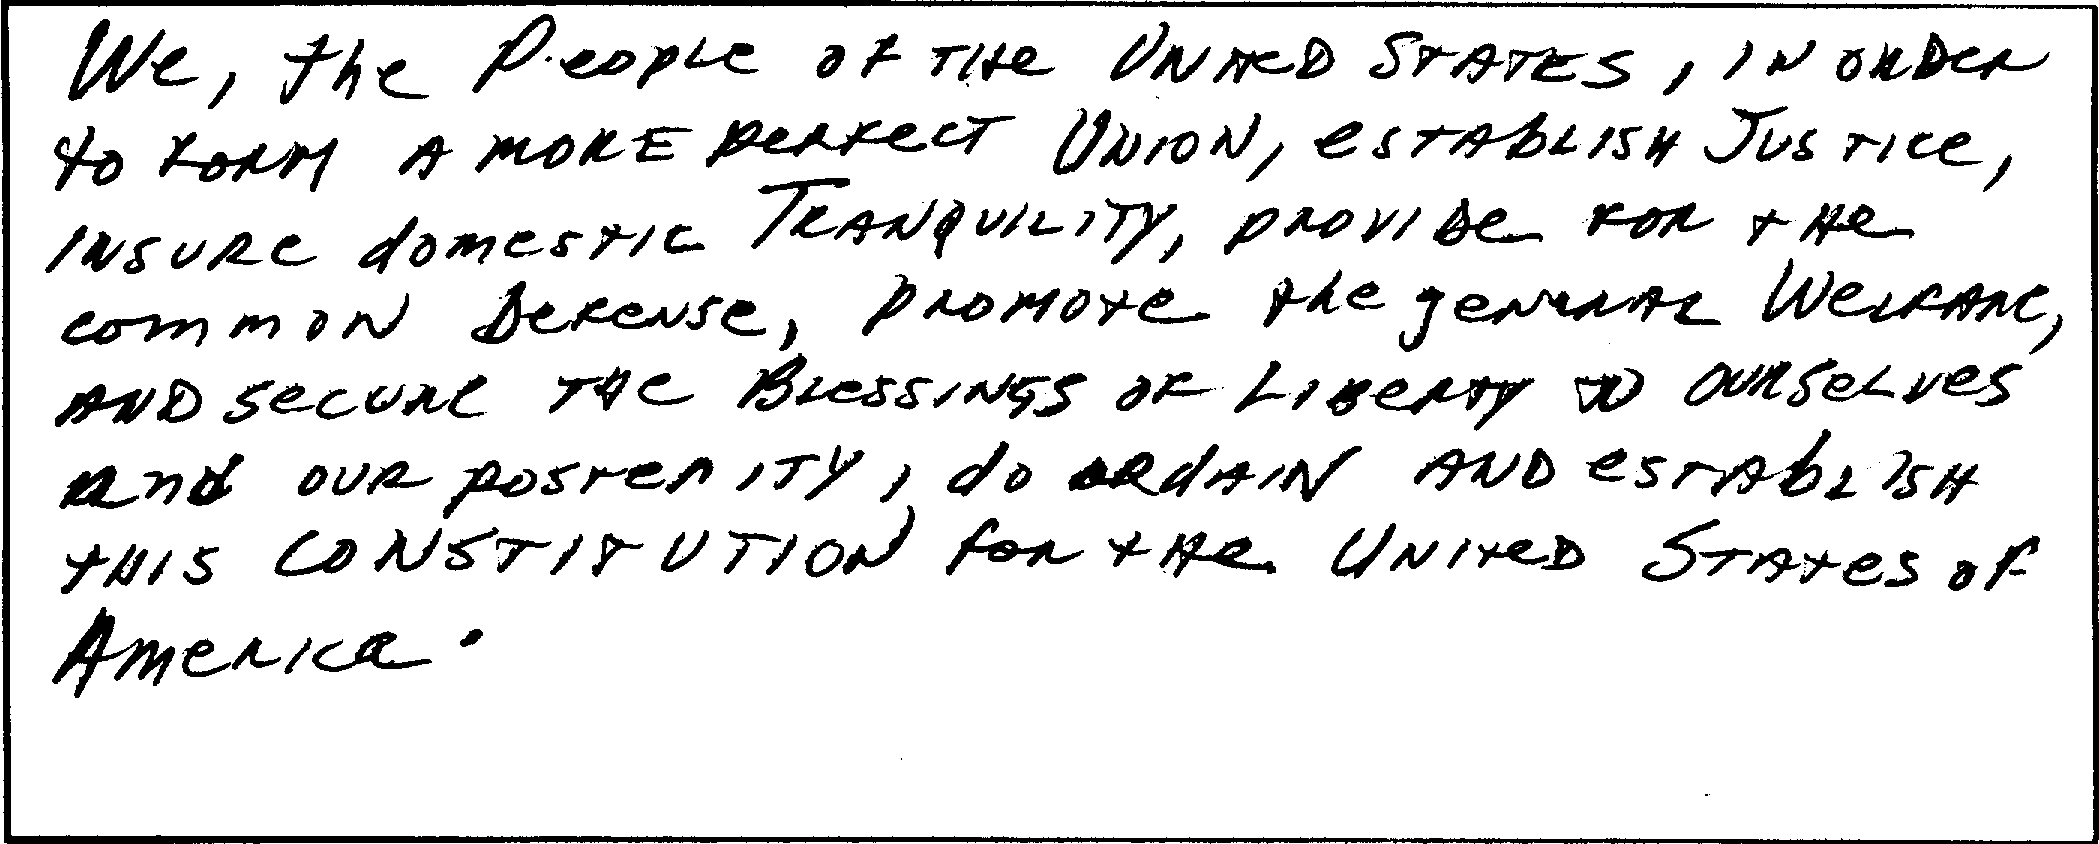 We, the People of the United States, in order
to form a more perfect Union, establish Justice,
insure domestic Tranquility, provide for the
common Defense, promote the general Welfare,
and secure the Blessings of Liberty to ourselves
and our posterity, do ordain and establish
this CONSTITUTION for the United States of
America.